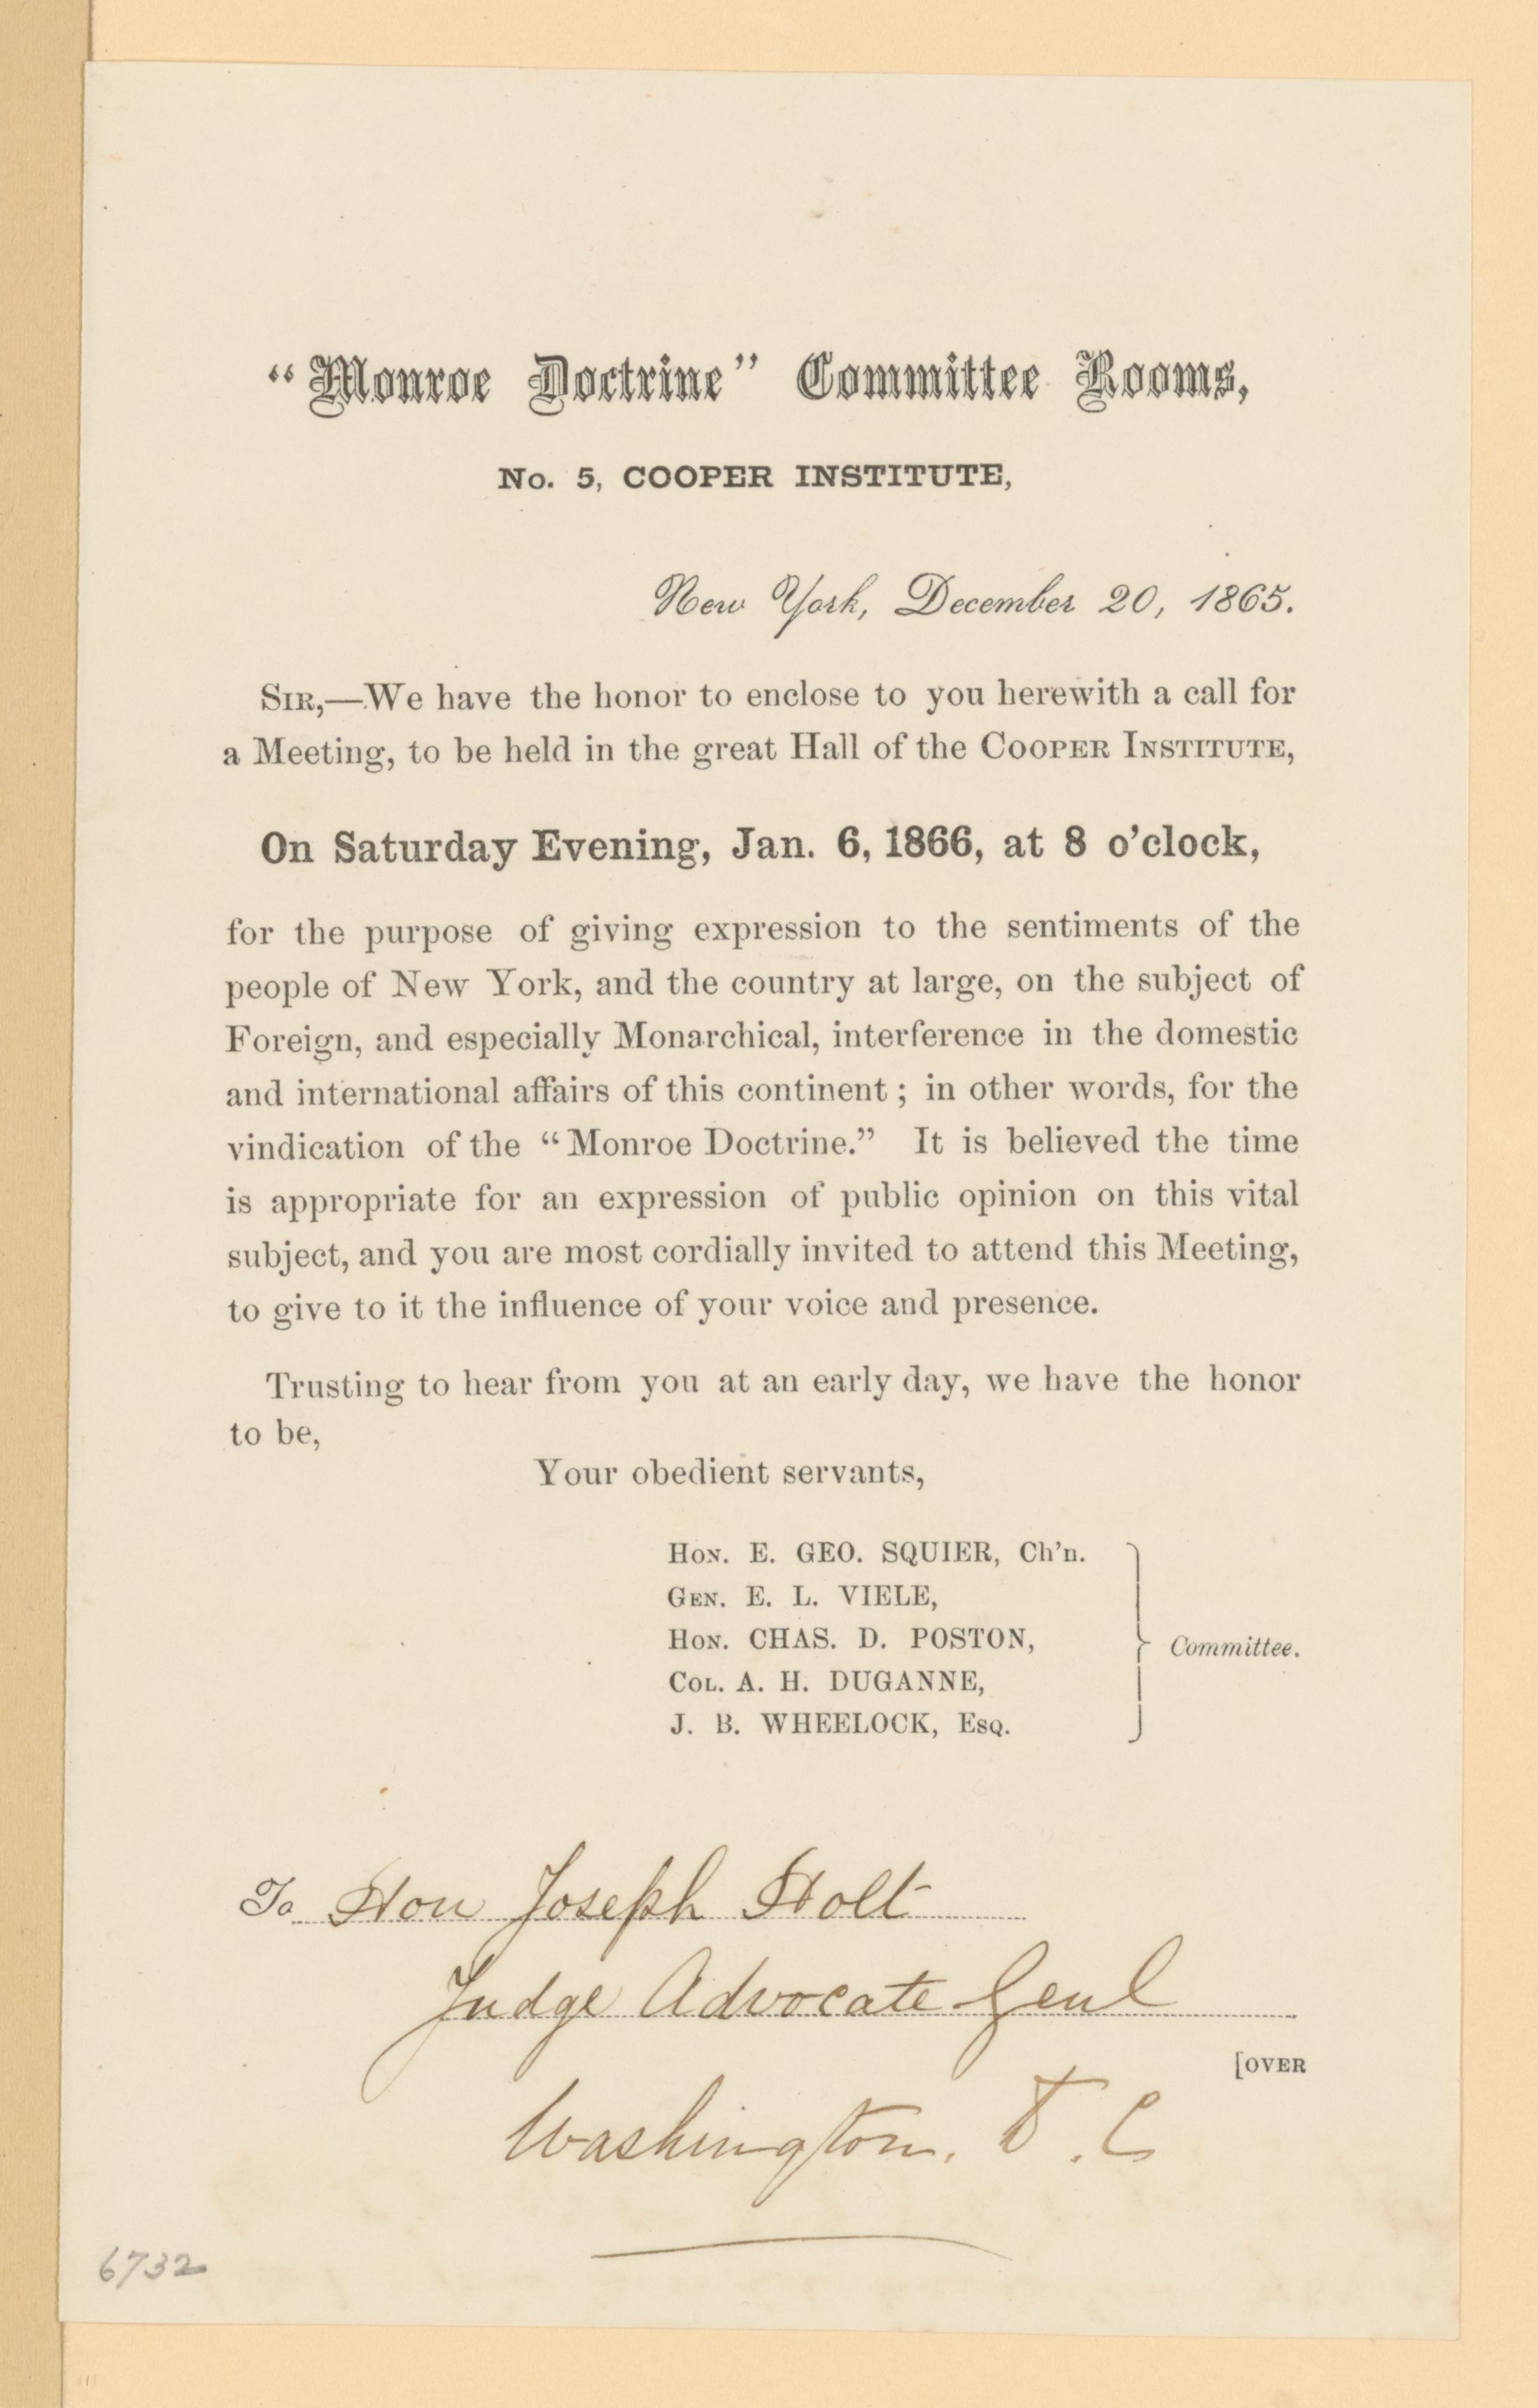 “Monroe Doctrine” Committee Rooms,
No. 5, COOPER INSTITUTE,
New York, December 20, 1865.
SIR,—We have the honor to enclose to you herewith a call for
a Meeting, to be held in the great Hall of the COOPER INSTITUTE,
On Saturday Evening, Jan. 6, 1866, at 8 o’clock,
for the purpose of giving expression to the sentiments of the
people of New York, and the country at large, on the subject of
Foreign, and especially Monarchical, interference in the domestic
and international affairs of this continent ; in other words, for the
vindication of the “Monroe Doctrine.” It is believed the time
is appropriate for an expression of public opinion on this vital
subject, and you are most cordially invited to attend this Meeting,
to give to it the influence of your voice and presence.
Trusting to hear from you at an early day, we have the honor
to be,
Your obedient servants,
HON. E. GEO. SQUIER, Ch’n.
GEN. E. L. VIELE,
HON. CHAS. D. POSTON,
Committee.
COL. A. H. DUGANNE,
J. B. WHEELOCK, ESQ.
To Hon Joseph Holt
Judge Advocate Genl
[OVER
Washington. D. C
6732